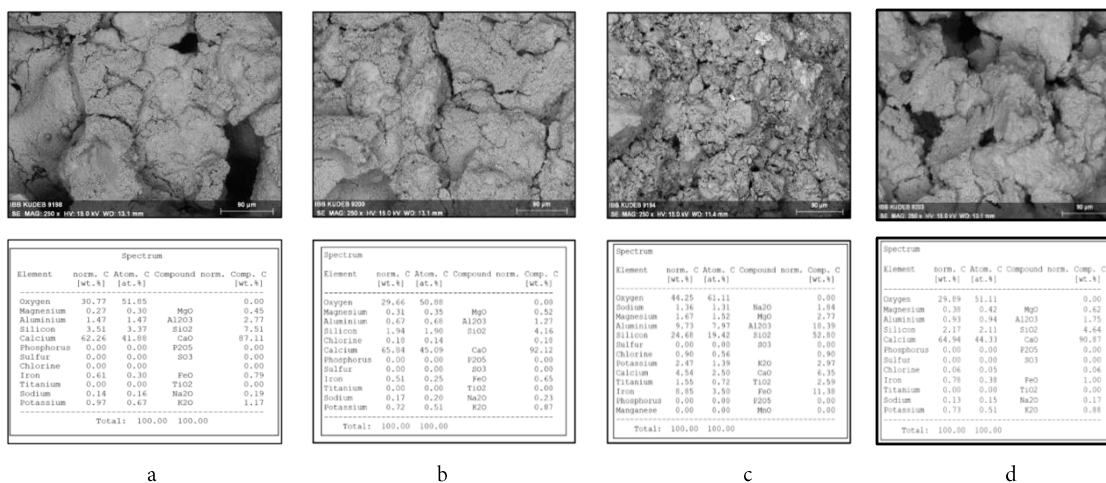 IBB KUDEB 9198
SE MAG: 250 x HV: 15.0 kV WD: 13.1 mm
90 µm
IBB KUDEB 9200
SE MAG: 250 x HV: 15.0 kV WD: 13.1 mm
90 µm
IBB KUDEB 9194
SE MAG: 250 x HV: 15.0 kV WD: 11.4 mm
90 µm
IBB KUDEB 9203
SE MAG: 250 x HV: 15.0 kV WD: 13.1 mm
90 µm
Spectrum
Element norm. C Atom. C Compound norm. Comp. C
[wt.%] [at.%] [wt.%]
Oxygen 30.77 51.85 0.00
Magnesium 0.27 0.30 MgO 0.45
Aluminium 1.47 1.47 Al2O3 2.77
Silicon 3.51 3.37 SiO2 7.51
Calcium 62.26 41.88 CaO 87.11
Phosphorus 0.00 0.00 P2O5 0.00
Sulfur 0.00 0.00 SO3 0.00
Chlorine 0.00 0.00 0.00
Iron 0.61 0.30 FeO 0.79
Titanium 0.00 0.00 TiO2 0.00
Sodium 0.14 0.16 Na2O 0.19
Potassium 0.97 0.67 K2O 1.17
Total: 100.00 100.00
Spectrum
Element norm. C Atom. C Compound norm. Comp. C
[wt.%] [at.%] [wt.%]
Oxygen 29.66 50.88 0.00
Magnesium 0.31 0.35 MgO 0.52
Aluminium 0.67 0.68 Al2O3 1.27
Silicon 1.94 1.90 SiO2 4.16
Chlorine 0.18 0.14 0.18
Calcium 65.84 45.09 CaO 92.12
Phosphorus 0.00 0.00 P2O5 0.00
Sulfur 0.00 0.00 SO3 0.00
Iron 0.51 0.25 FeO 0.65
Titanium 0.00 0.00 TiO2 0.00
Sodium 0.17 0.20 Na2O 0.23
Potassium 0.72 0.51 K2O 0.87
Total: 100.00 100.00
Spectrum
Element norm. C Atom. C Compound norm. Comp. C
[wt.%] [at.%] [wt.%]
Oxygen 44.25 61.11 0.00
Sodium 1.36 1.31 Na2O 1.84
Magnesium 1.67 1.52 MgO 2.77
Aluminium 9.73 7.97 Al2O3 18.39
Silicon 24.68 19.42 SiO2 52.80
Sulfur 0.00 0.00 SO3 0.00
Chlorine 0.90 0.56 0.90
Potassium 2.47 1.39 K2O 2.97
Calcium 4.54 2.50 CaO 6.35
Titanium 1.55 0.72 TiO2 2.59
Iron 8.85 3.50 FeO 11.38
Phosphorus 0.00 0.00 P2O5 0.00
Manganese 0.00 0.00 MnO 0.00
Total: 100.00 100.00
Spectrum
Element norm. C Atom. C Compound norm. Comp. C
[wt.%] [at.%] [wt.%]
Oxygen 29.89 51.11 0.00
Magnesium 0.38 0.42 MgO 0.62
Aluminium 0.93 0.94 Al2O3 1.75
Silicon 2.17 2.11 SiO2 4.64
Calcium 64.94 44.33 CaO 90.87
Phosphorus 0.00 0.00 P2O5 0.00
Sulfur 0.00 0.00 SO3 0.00
Chlorine 0.06 0.05 0.06
Iron 0.78 0.38 FeO 1.00
Titanium 0.00 0.00 TiO2 0.00
Sodium 0.13 0.15 Na2O 0.17
Potassium 0.73 0.51 K2O 0.88
Total: 100.00 100.00
a
b
c
d